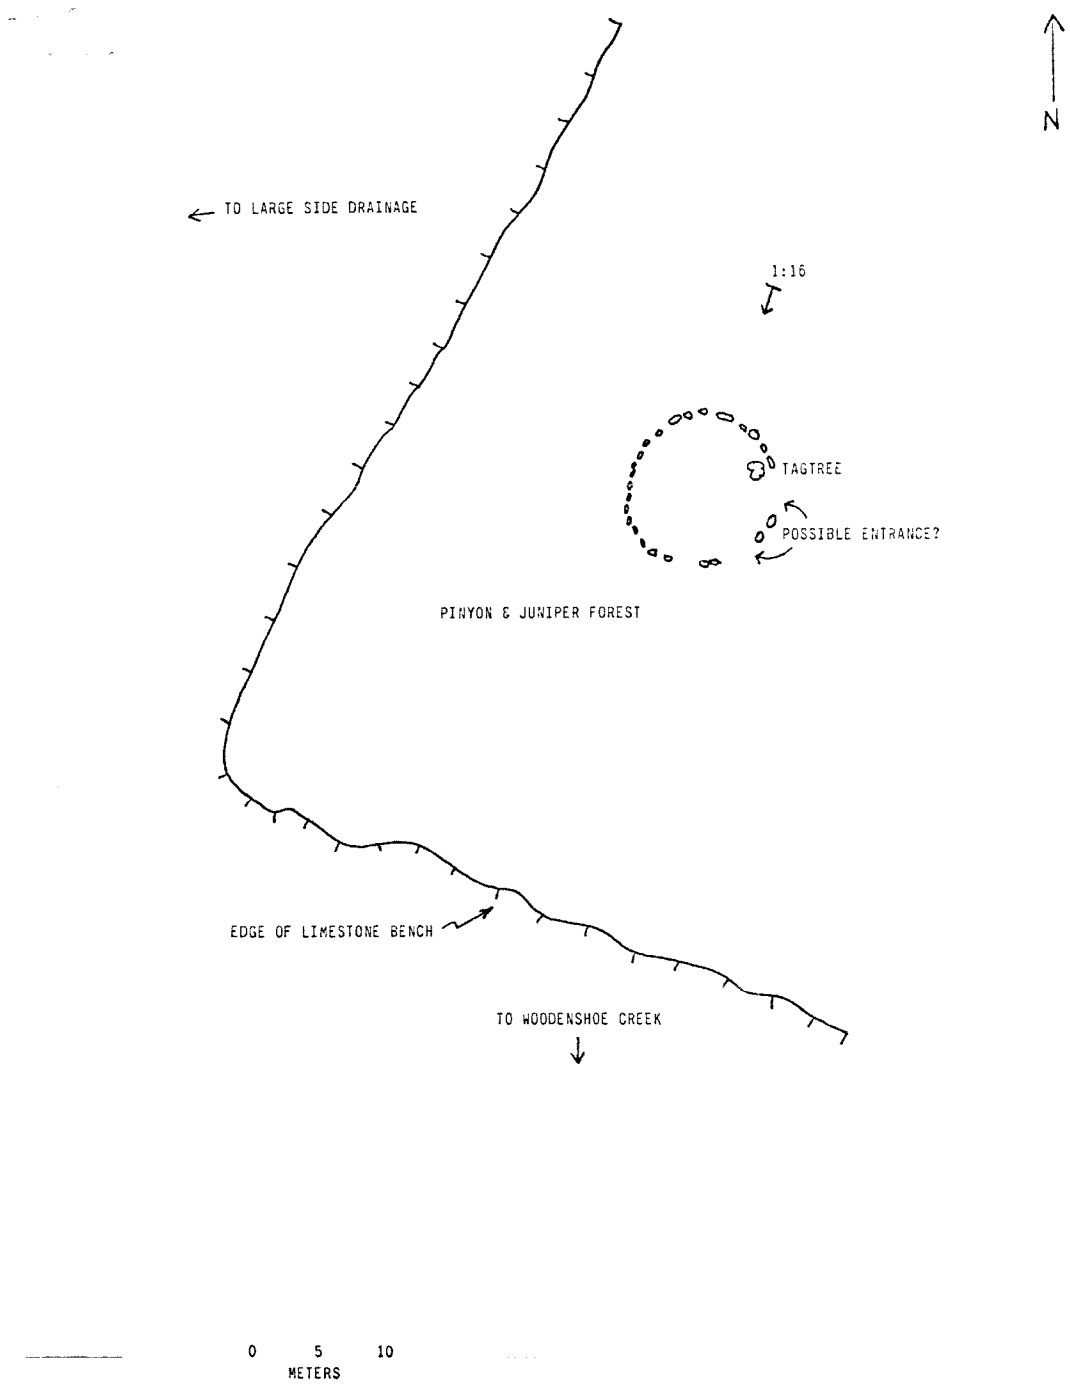 N
TO LARGE SIDE DRAINAGE
1:16
TAGTREE
POSSIBLE ENTRANCE?
PINYON & JUNIPER FOREST
EDGE OF LIMESTONE BENCH
TO WOODENSHOE CREEK
0 5 10
METERS